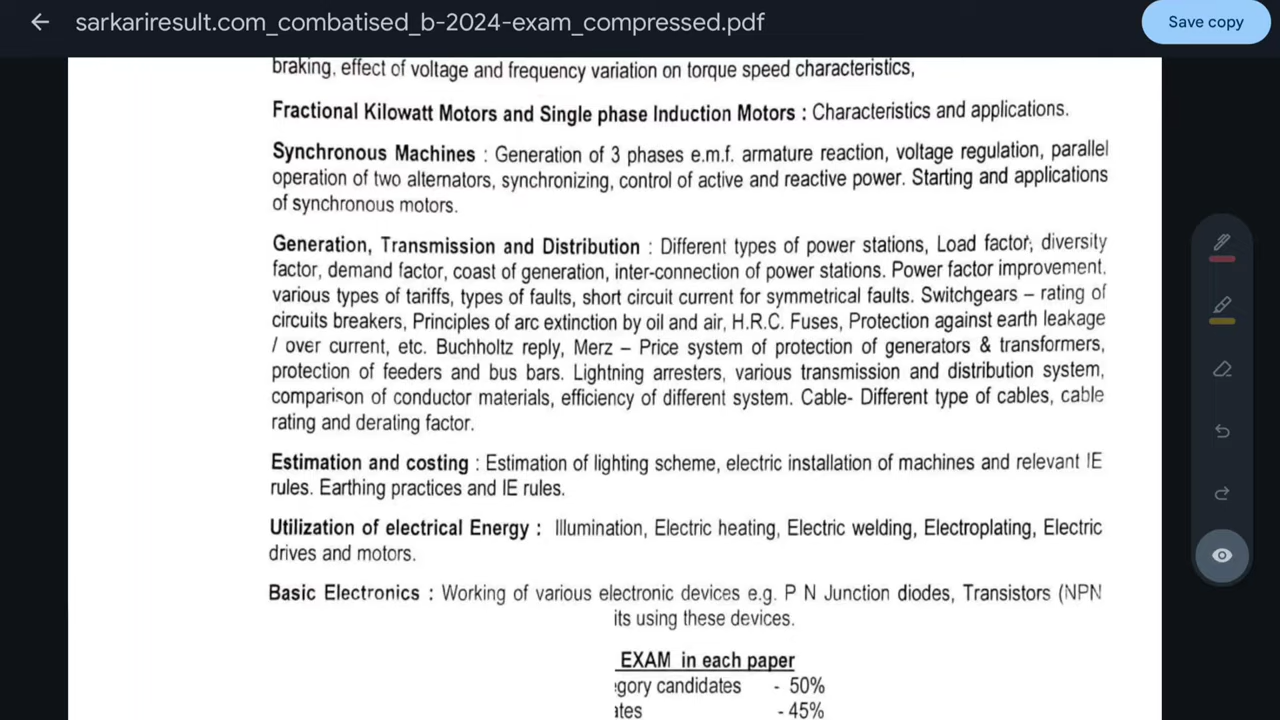 sarkariresult.com_combatised_b-2024-exam_compressed.pdf
Save copy
braking, effect of voltage and frequency variation on torque speed characteristics,
Fractional Kilowatt Motors and Single phase Induction Motors : Characteristics and applications.
Synchronous Machines : Generation of 3 phases e.m.f. armature reaction, voltage regulation, parallel
operation of two alternators, synchronizing, control of active and reactive power. Starting and applications
of synchronous motors.
Generation, Transmission and Distribution : Different types of power stations, Load factor, diversity
factor, demand factor, coast of generation, inter-connection of power stations. Power factor improvement.
various types of tariffs, types of faults, short circuit current for symmetrical faults. Switchgears – rating of
circuits breakers, Principles of arc extinction by oil and air, H.R.C. Fuses, Protection against earth leakage
/ over current, etc. Buchholtz reply, Merz – Price system of protection of generators & transformers,
protection of feeders and bus bars. Lightning arresters, various transmission and distribution system,
comparison of conductor materials, efficiency of different system. Cable- Different type of cables, cable
rating and derating factor.
Estimation and costing : Estimation of lighting scheme, electric installation of machines and relevant IE
rules. Earthing practices and IE rules.
Utilization of electrical Energy : Illumination, Electric heating, Electric welding, Electroplating, Electric
drives and motors.
Basic Electronics : Working of various electronic devices e.g. P N Junction diodes, Transistors (NPN
its using these devices.
EXAM in each paper
gory candidates - 50%
ates - 45%